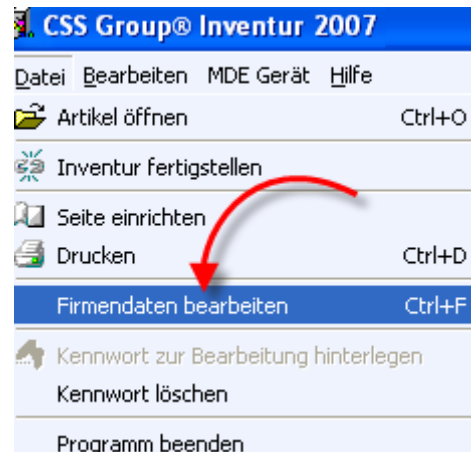 CSS Group® Inventur 2007
Datei Bearbeiten MDE Gerät Hilfe
Artikel öffnen Ctrl+O
Inventur fertigstellen
Seite einrichten
Drucken Ctrl+D
Firmendaten bearbeiten Ctrl+F
Kennwort zur Bearbeitung hinterlegen
Kennwort löschen
Programm beenden